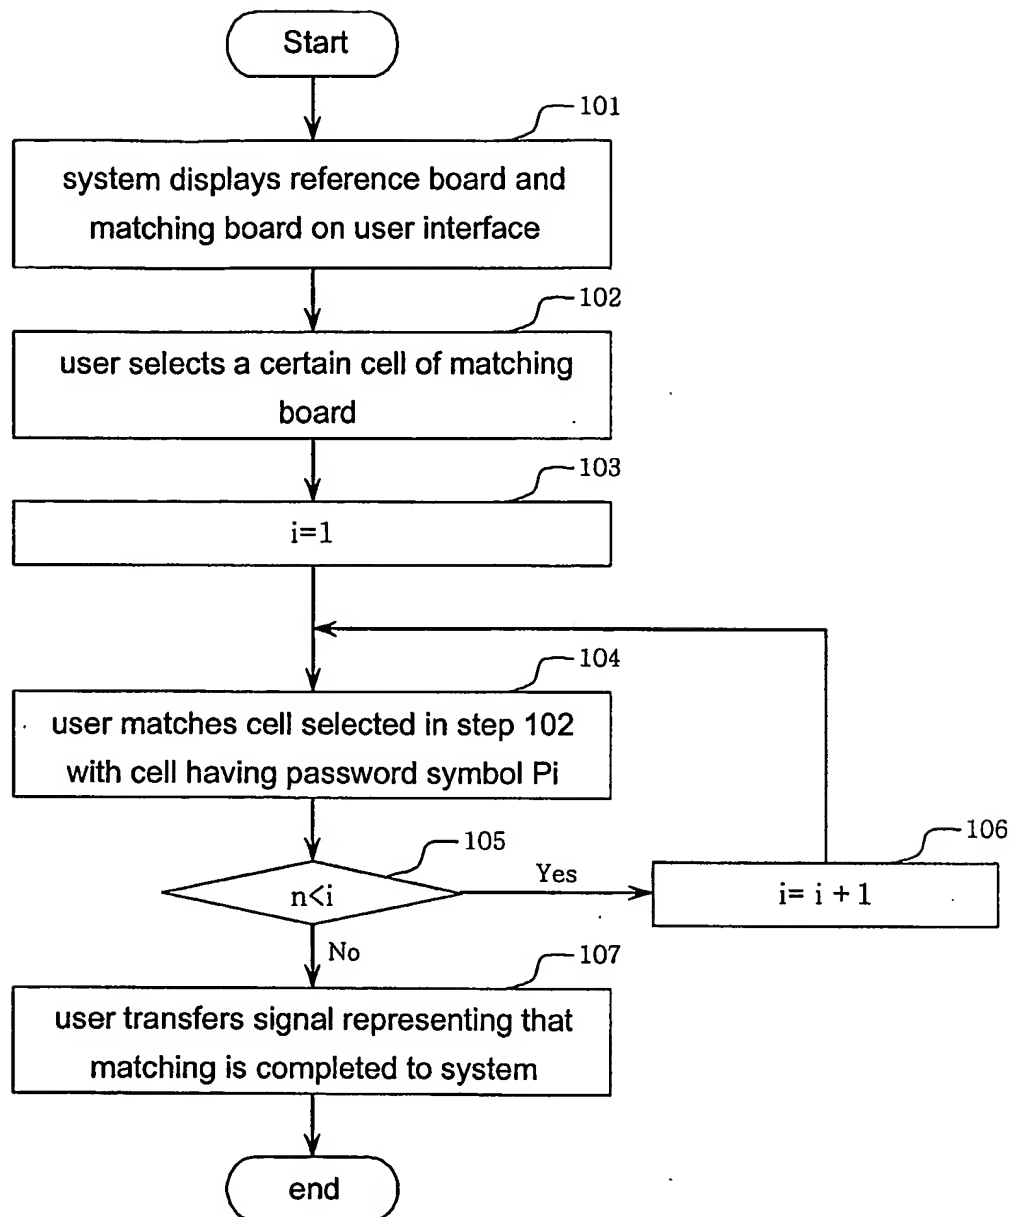 Start
101
system displays reference board and
matching board on user interface
102
user selects a certain cell of matching
board
103
i=1
104
user matches cell selected in step 102
with cell having password symbol Pi
105
n<i
Yes
106
i= i + 1
No
107
user transfers signal representing that
matching is completed to system
end